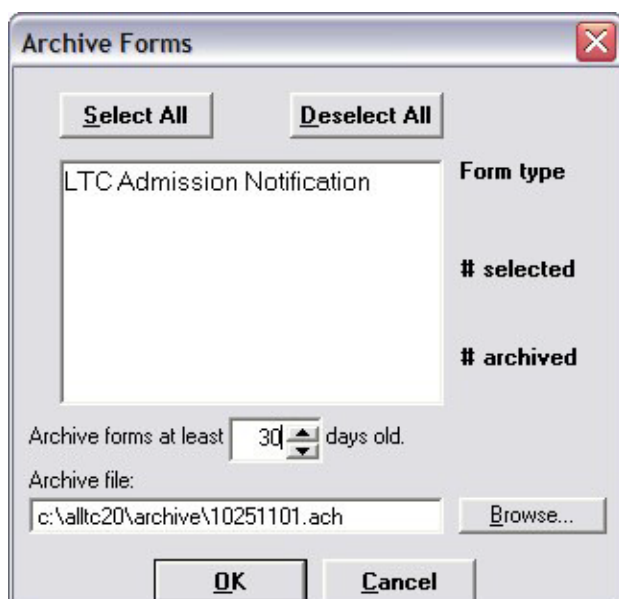 Archive Forms
Select All Deselect All
LTC Admission Notification
Form type
# selected
# archived
Archive forms at least 30 days old.
Archive file:
c:\alltc20\archive\10251101.ach Browse...
OK Cancel